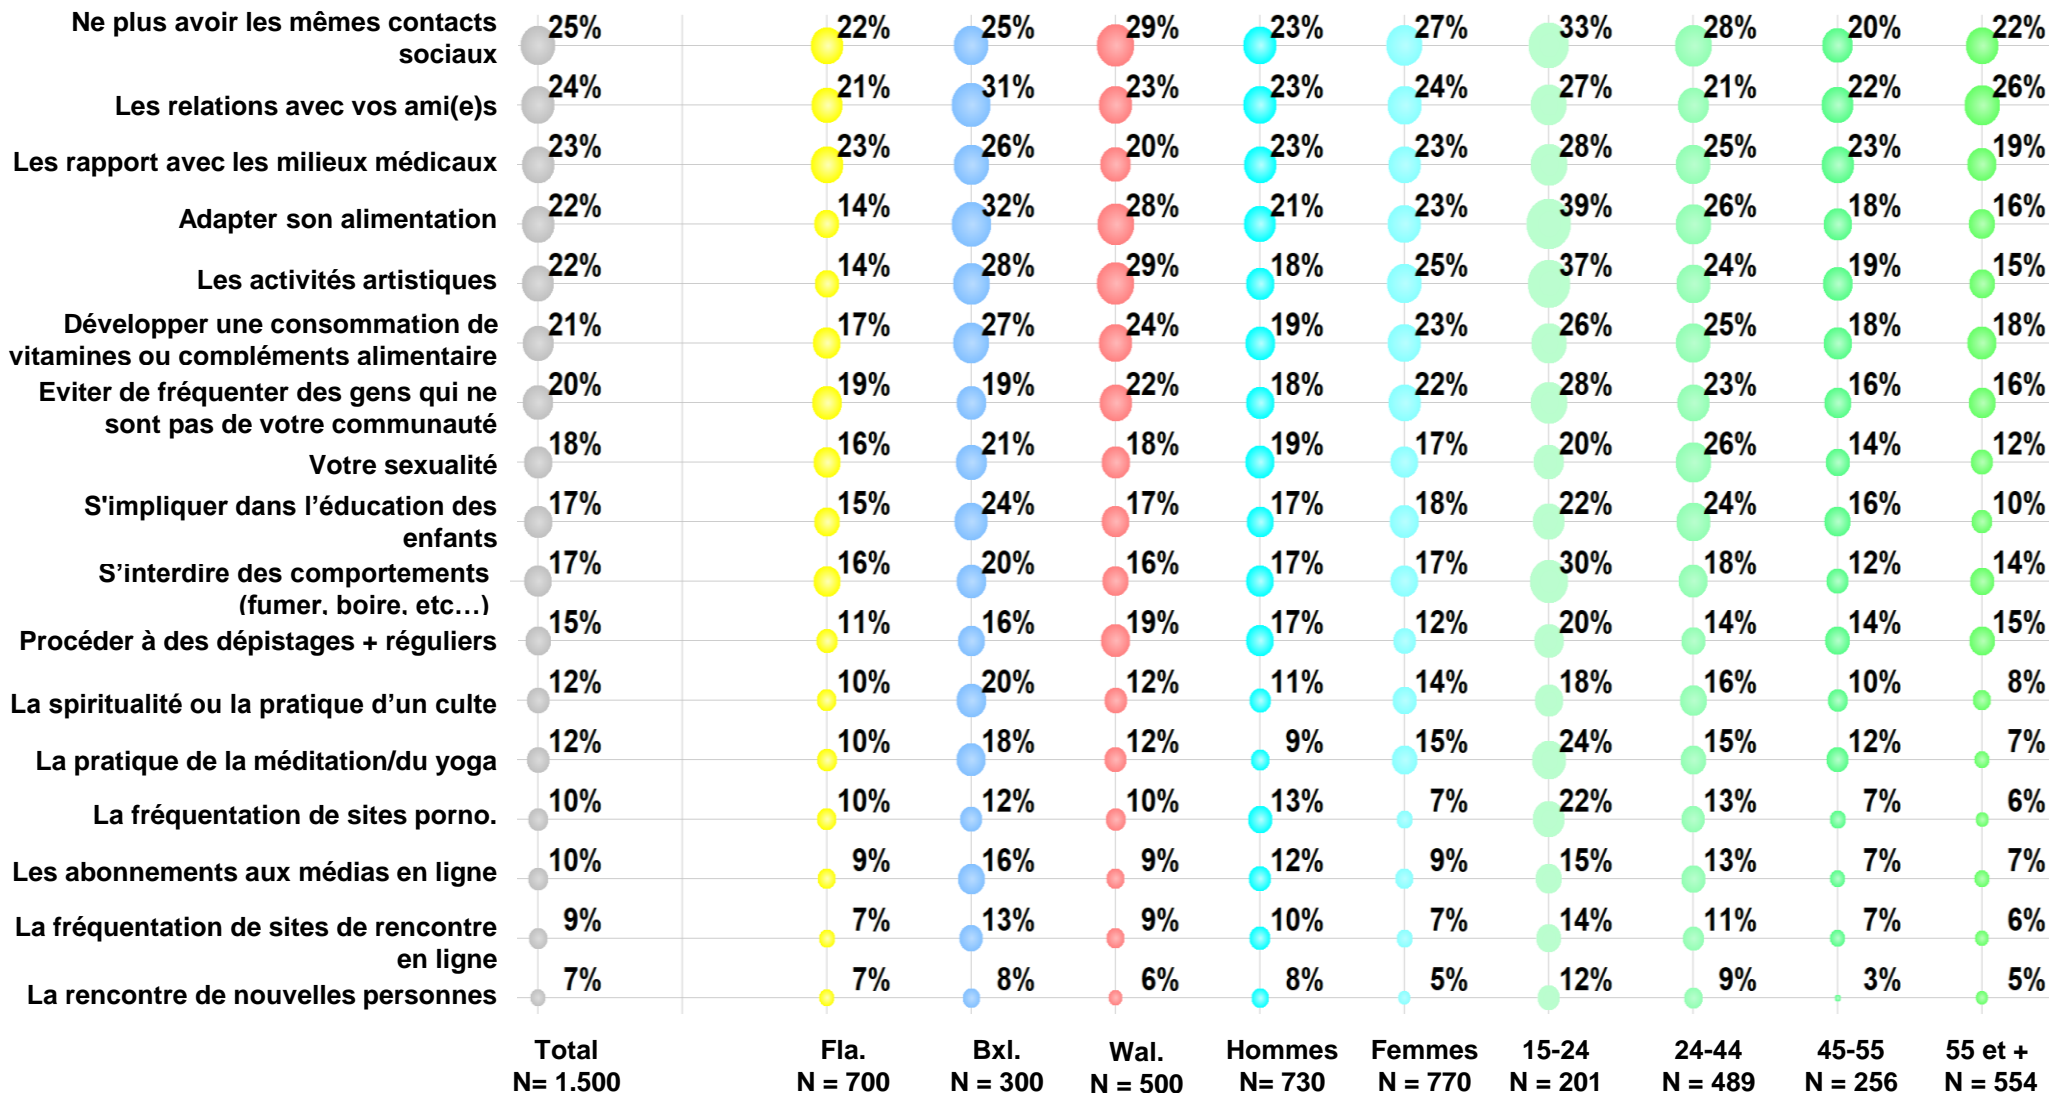 Ne plus avoir les mêmes contacts
sociaux
25% 22% 25% 29% 23% 27% 33% 28% 20% 22%
Les relations avec vos ami(e)s
24% 21% 31% 23% 23% 24% 27% 21% 22% 26%
Les rapport avec les milieux médicaux
23% 23% 26% 20% 23% 23% 28% 25% 23% 19%
Adapter son alimentation
22% 14% 32% 28% 21% 23% 39% 26% 18% 16%
Les activités artistiques
22% 14% 28% 29% 18% 25% 37% 24% 19% 15%
Développer une consommation de
vitamines ou compléments alimentaire
21% 17% 27% 24% 19% 23% 26% 25% 18% 18%
Eviter de fréquenter des gens qui ne
sont pas de votre communauté
20% 19% 19% 22% 18% 22% 28% 23% 16% 16%
Votre sexualité
18% 16% 21% 18% 19% 17% 20% 26% 14% 12%
S'impliquer dans l’éducation des
enfants
17% 15% 24% 17% 17% 18% 22% 24% 16% 10%
S’interdire des comportements
(fumer, boire, etc…)
17% 16% 20% 16% 17% 17% 30% 18% 12% 14%
Procéder à des dépistages + réguliers
15% 11% 16% 19% 17% 12% 20% 14% 14% 15%
La spiritualité ou la pratique d’un culte
12% 10% 20% 12% 11% 14% 18% 16% 10% 8%
La pratique de la méditation/du yoga
12% 10% 18% 12% 9% 15% 24% 15% 12% 7%
La fréquentation de sites porno.
10% 10% 12% 10% 13% 7% 22% 13% 7% 6%
Les abonnements aux médias en ligne
10% 9% 16% 9% 12% 9% 15% 13% 7% 7%
La fréquentation de sites de rencontre
en ligne
9% 7% 13% 9% 10% 7% 14% 11% 7% 6%
La rencontre de nouvelles personnes
7% 7% 8% 6% 8% 5% 12% 9% 3% 5%
Total Fla. Bxl. Wal. Hommes Femmes 15-24 24-44 45-55 55 et +
N= 1.500 N = 700 N = 300 N = 500 N= 730 N = 770 N = 201 N = 489 N = 256 N = 554